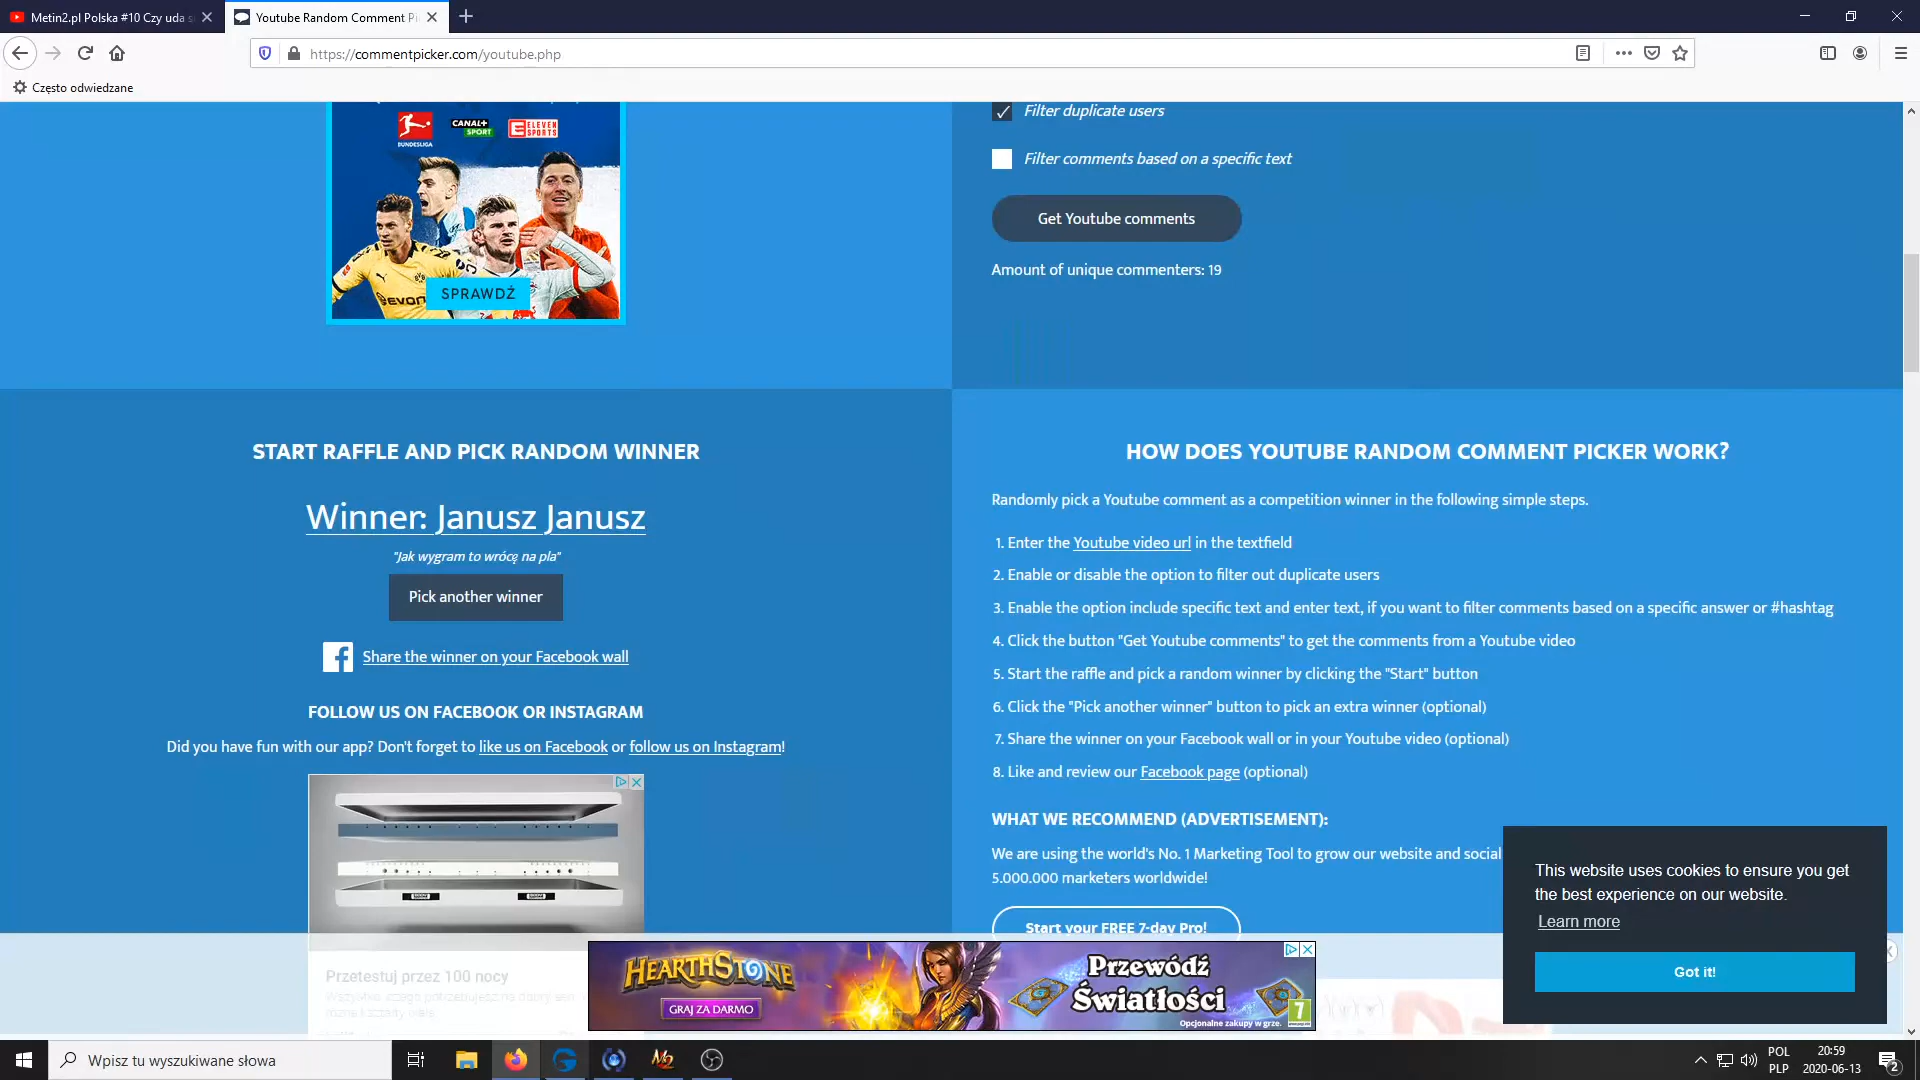 Metin2.pl Polska #10 Czy uda s
Youtube Random Comment Pi
https://commentpicker.com/youtube.php
Często odwiedzane
BUNDESLIGA
CANAL+
SPORT
ELEVEN
SPORTS
EVON
SPRAWDŹ
Filter duplicate users
Filter comments based on a specific text
Get Youtube comments
Amount of unique commenters: 19
START RAFFLE AND PICK RANDOM WINNER
Winner: Janusz Janusz
"Jak wygram to wrócę na pla"
Pick another winner
Share the winner on your Facebook wall
FOLLOW US ON FACEBOOK OR INSTAGRAM
Did you have fun with our app? Don't forget to like us on Facebook or follow us on Instagram!
HOW DOES YOUTUBE RANDOM COMMENT PICKER WORK?
Randomly pick a Youtube comment as a competition winner in the following simple steps.
1. Enter the Youtube video url in the textfield
2. Enable or disable the option to filter out duplicate users
3. Enable the option include specific text and enter text, if you want to filter comments based on a specific answer or #hashtag
4. Click the button "Get Youtube comments" to get the comments from a Youtube video
5. Start the raffle and pick a random winner by clicking the "Start" button
6. Click the "Pick another winner" button to pick an extra winner (optional)
7. Share the winner on your Facebook wall or in your Youtube video (optional)
8. Like and review our Facebook page (optional)
WHAT WE RECOMMEND (ADVERTISEMENT):
We are using the world's No. 1 Marketing Tool to grow our website and social
5.000.000 marketers worldwide!
Start your FREE 7-day Pro!
This website uses cookies to ensure you get
the best experience on our website.
Learn more
Got it!
Przetestuj przez 100 nocy
HEARTHSTONE
GRAJ ZA DARMO
Przewódź
Światłości
Opcjonalne zakupy w grze.
7
Wpisz tu wyszukiwane słowa
POL
PLP
20:59
2020-06-13
2